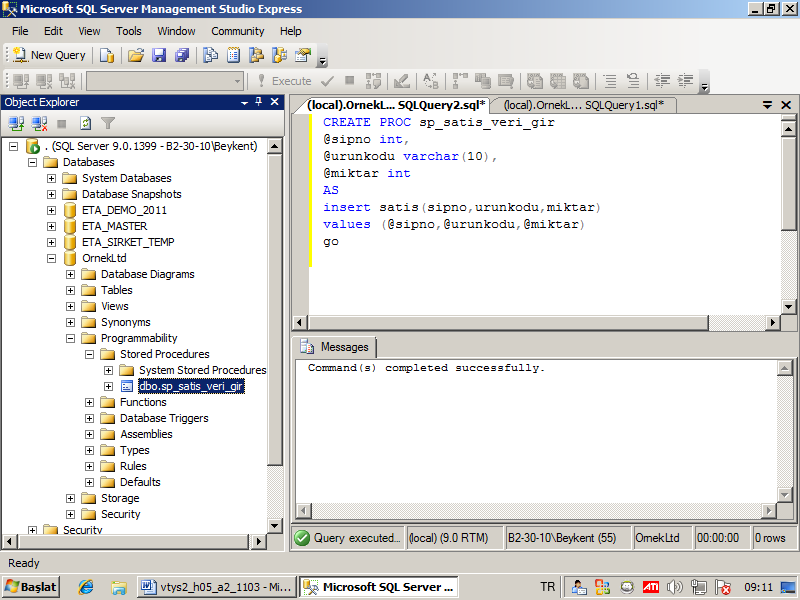 Microsoft SQL Server Management Studio Express
File Edit View Tools Window Community Help
New Query
Execute
Object Explorer
. (SQL Server 9.0.1399 - B2-30-10\Beykent)
Databases
System Databases
Database Snapshots
ETA_DEMO_2011
ETA_MASTER
ETA_SIRKET_TEMP
OrnekLtd
Database Diagrams
Tables
Views
Synonyms
Programmability
Stored Procedures
System Stored Procedures
dbo.sp_satis_veri_gir
Functions
Database Triggers
Assemblies
Types
Rules
Defaults
Storage
Security
Security
(local).OrnekL... SQLQuery2.sql* (local).OrnekL... SQLQuery1.sql*
CREATE PROC sp_satis_veri_gir
@sipno int,
@urunkodu varchar(10),
@miktar int
AS
insert satis(sipno,urunkodu,miktar)
values (@sipno,@urunkodu,@miktar)
go
Messages
Command(s) completed successfully.
Query executed... (local) (9.0 RTM) B2-30-10\Beykent (55) OrnekLtd 00:00:00 0 rows
Ready
Başlat vtys2_h05_a2_1103 - Mi... Microsoft SQL Server ... TR ATI 09:11